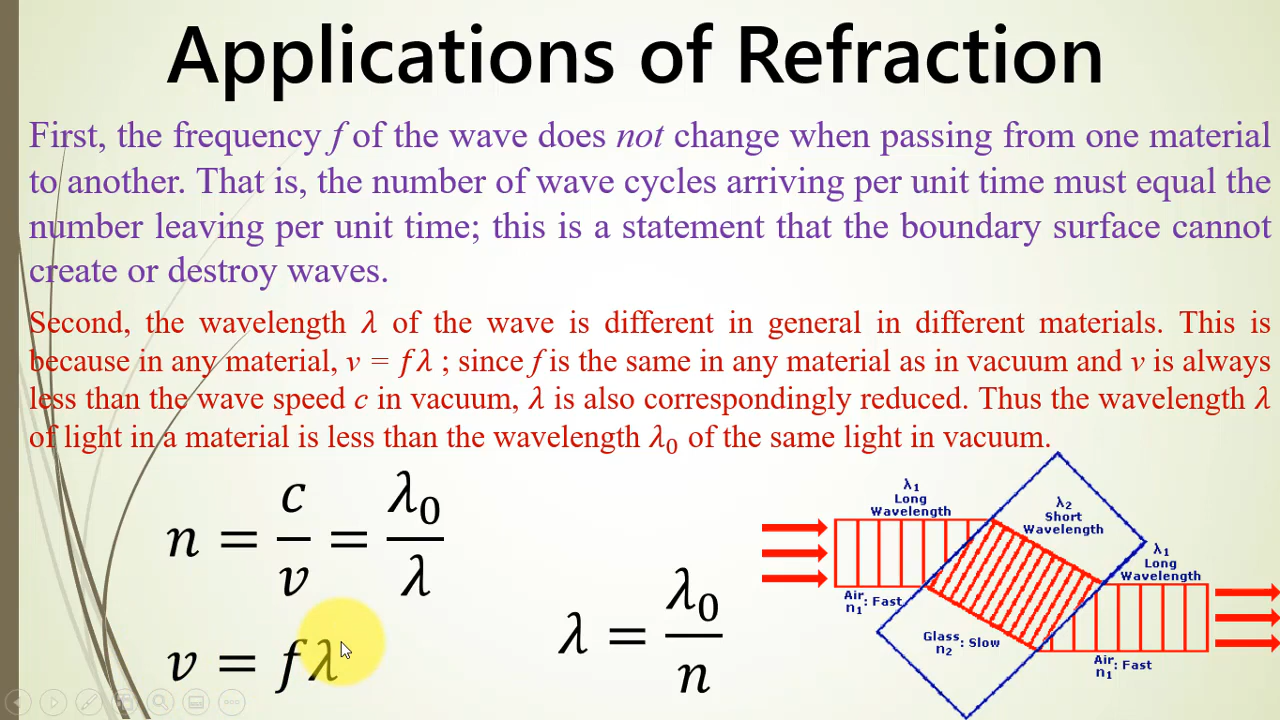 Applications of Refraction
First, the frequency f of the wave does not change when passing from one material
to another. That is, the number of wave cycles arriving per unit time must equal the
number leaving per unit time; this is a statement that the boundary surface cannot
create or destroy waves.
Second, the wavelength λ of the wave is different in general in different materials. This is
because in any material, v = fλ ; since f is the same in any material as in vacuum and v is always
less than the wave speed c in vacuum, λ is also correspondingly reduced. Thus the wavelength λ
of light in a material is less than the wavelength λ₀ of the same light in vacuum.
n = c/v = λ₀/λ
v = fλ
λ = λ₀/n
λ₁
Long
Wavelength
λ₂
Short
Wavelength
λ₁
Long
Wavelength
Air
n₁ : Fast
Glass
n₂ : Slow
Air
n₁ : Fast